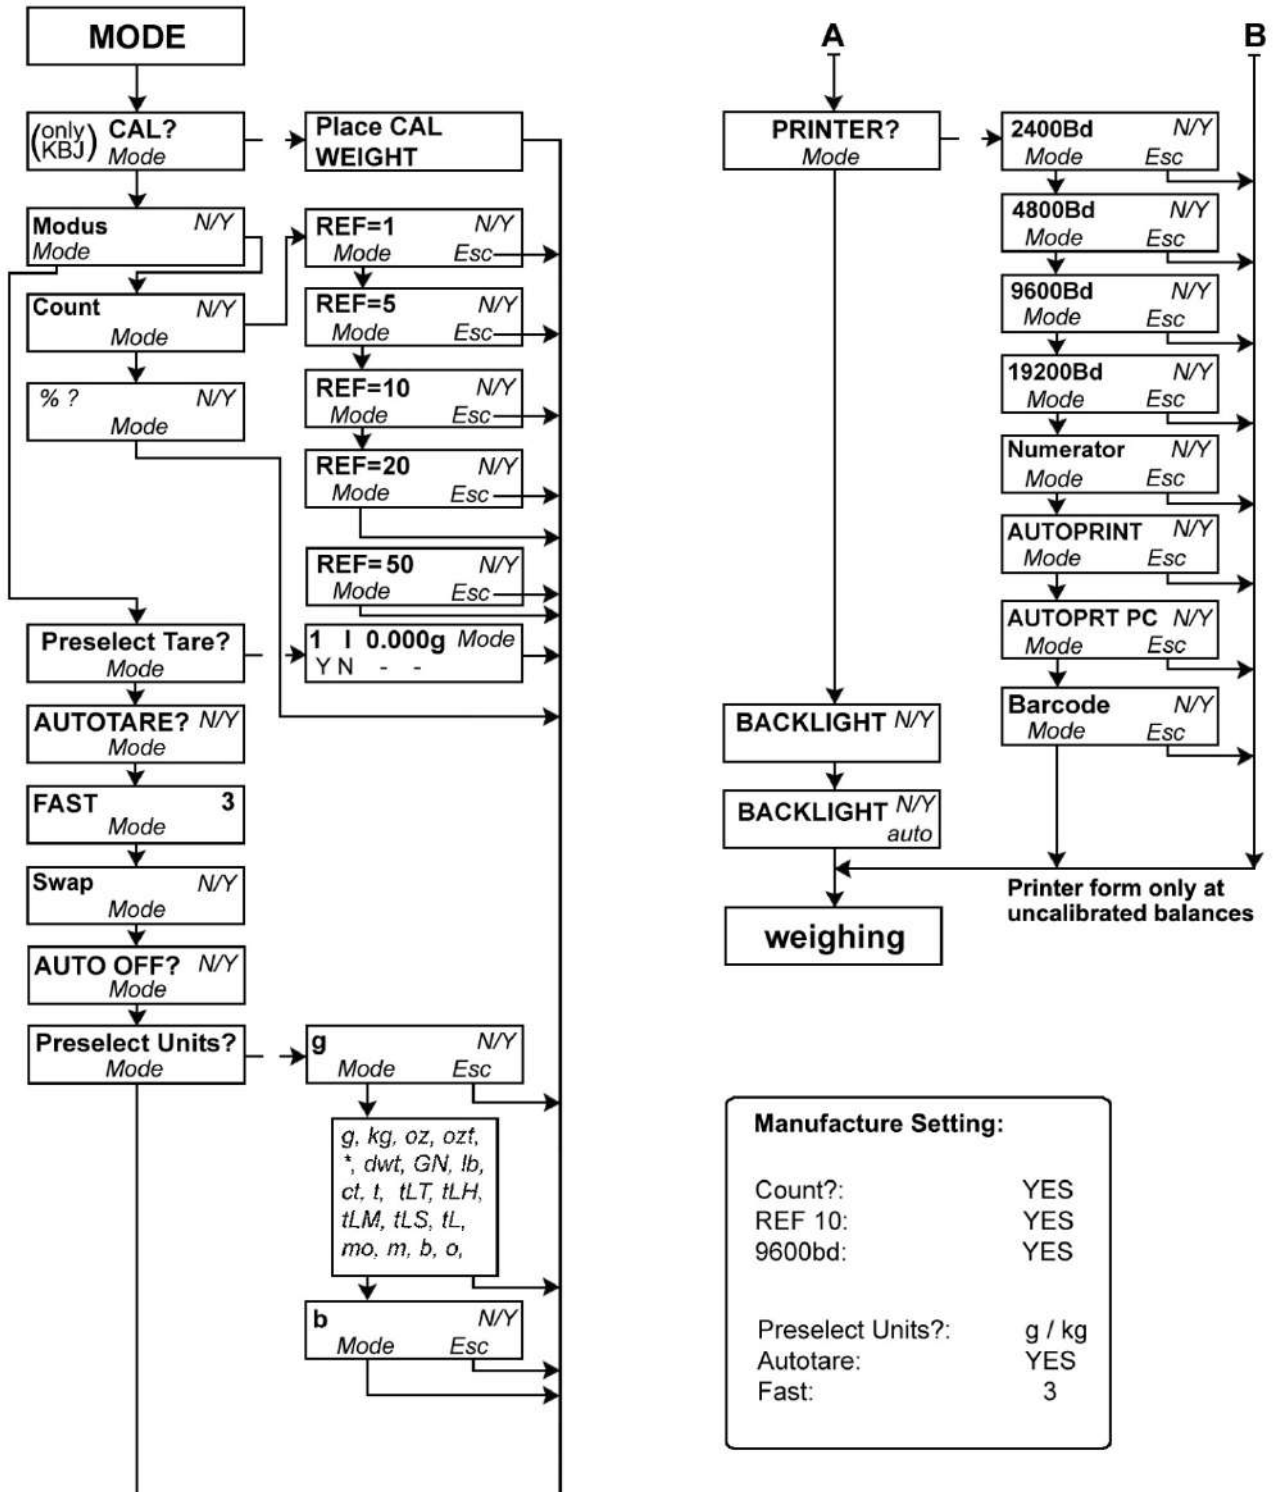 MODE
(only KBJ) CAL?
Mode
Place CAL
WEIGHT
Modus N/Y
Mode
Count N/Y
Mode
% ? N/Y
Mode
REF=1 N/Y
Mode Esc
REF=5 N/Y
Mode Esc
REF=10 N/Y
Mode Esc
REF=20 N/Y
Mode Esc
REF=50 N/Y
Mode Esc
Preselect Tare?
Mode
1 I 0.000g Mode
Y N - -
AUTOTARE? N/Y
Mode
FAST 3
Mode
Swap N/Y
Mode
AUTO OFF? N/Y
Mode
Preselect Units?
Mode
g N/Y
Mode Esc
g, kg, oz, ozt,
*, dwt, GN, lb,
ct, t, tLT, tLH,
tLM, tLS, tL,
mo, m, b, o,
b N/Y
Mode Esc
A
B
PRINTER?
Mode
2400Bd N/Y
Mode Esc
4800Bd N/Y
Mode Esc
9600Bd N/Y
Mode Esc
19200Bd N/Y
Mode Esc
Numerator N/Y
Mode Esc
AUTOPRINT N/Y
Mode Esc
AUTOPRT PC N/Y
Mode Esc
Barcode N/Y
Mode Esc
BACKLIGHT N/Y
BACKLIGHT N/Y
auto
Printer form only at
uncalibrated balances
weighing
Manufacture Setting:
Count?: YES
REF 10: YES
9600bd: YES
Preselect Units?: g / kg
Autotare: YES
Fast: 3